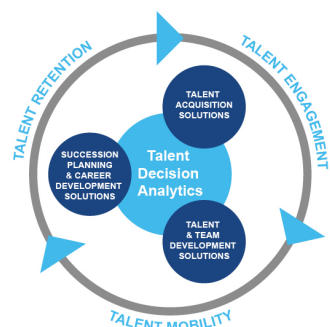 TALENT RETENTION
TALENT ENGAGEMENT
TALENT
ACQUISITION
SOLUTIONS
SUCCESSION
PLANNING
& CAREER
DEVELOPMENT
SOLUTIONS
Talent
Decision
Analytics
TALENT
& TEAM
DEVELOPMENT
SOLUTIONS
TALENT MOBILITY